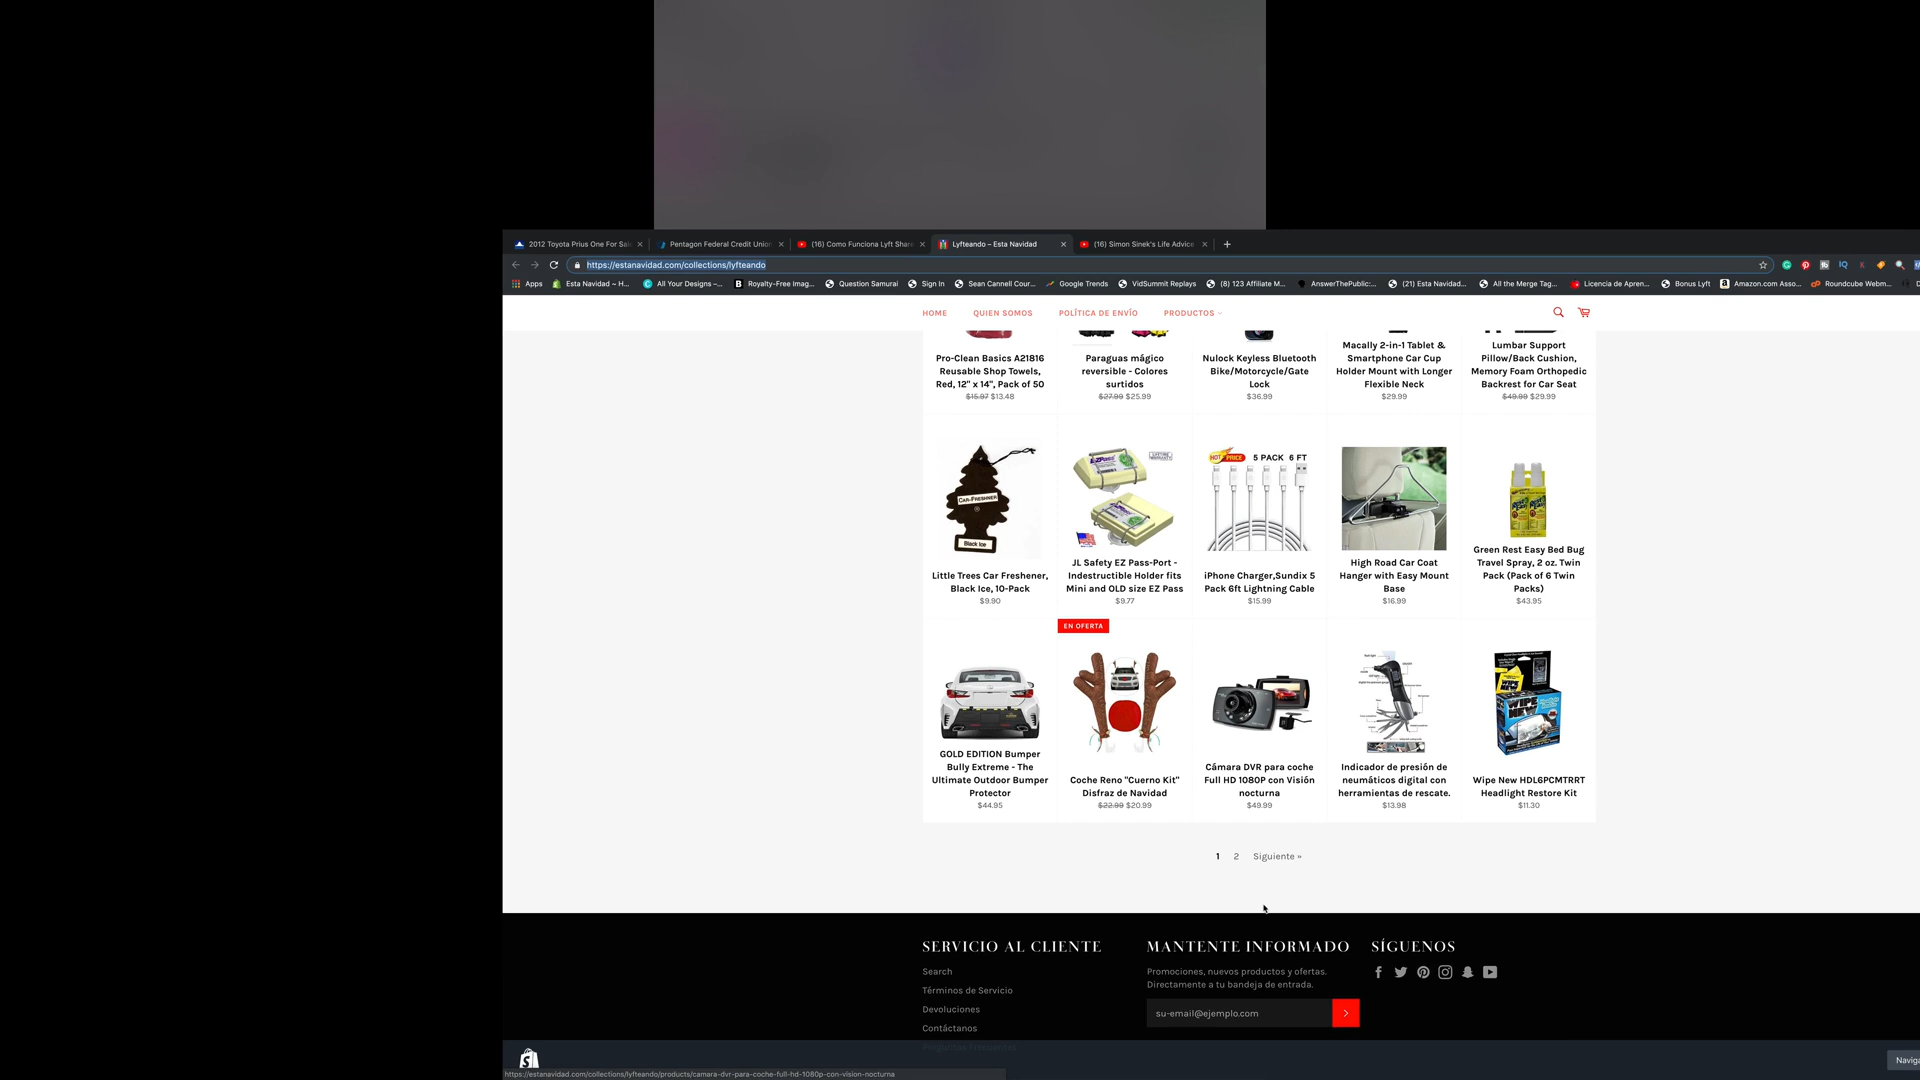 2012 Toyota Prius One For Sal
Pentagon Federal Credit Union
(16) Como Funciona Lyft Share
Lyfteando – Esta Navidad
(16) Simon Sinek's Life Advice
https://estanavidad.com/collections/lyfteando
Apps
Esta Navidad ~ H...
All Your Designs –...
Royalty-Free Imag...
Question Samurai
Sign In
Sean Cannell Cour...
Google Trends
VidSummit Replays
(8) 123 Affiliate M...
AnswerThePublic:...
(21) Esta Navidad...
All the Merge Tag...
Licencia de Apren...
Bonus Lyft
Amazon.com Asso...
Roundcube Webm...
HOME
QUIEN SOMOS
POLÍTICA DE ENVÍO
PRODUCTOS
Pro-Clean Basics A21816
Reusable Shop Towels,
Red, 12" x 14", Pack of 50
$15.97 $13.48
Paraguas mágico
reversible - Colores
surtidos
$27.99 $25.99
Nulock Keyless Bluetooth
Bike/Motorcycle/Gate
Lock
$36.99
Macally 2-in-1 Tablet &
Smartphone Car Cup
Holder Mount with Longer
Flexible Neck
$29.99
Lumbar Support
Pillow/Back Cushion,
Memory Foam Orthopedic
Backrest for Car Seat
$49.99 $29.99
CAR-FRESHNER
Black Ice
Little Trees Car Freshener,
Black Ice, 10-Pack
$9.90
JL Safety EZ Pass-Port -
Indestructible Holder fits
Mini and OLD size EZ Pass
$9.77
HOT PRICE
5 PACK 6 FT
iPhone Charger,Sundix 5
Pack 6ft Lightning Cable
$15.99
High Road Car Coat
Hanger with Easy Mount
Base
$16.99
Green Rest Easy Bed Bug
Travel Spray, 2 oz. Twin
Pack (Pack of 6 Twin
Packs)
$43.95
GOLD EDITION Bumper
Bully Extreme - The
Ultimate Outdoor Bumper
Protector
$44.95
EN OFERTA
Coche Reno "Cuerno Kit"
Disfraz de Navidad
$22.99 $20.99
Cámara DVR para coche
Full HD 1080P con Visión
nocturna
$49.99
Indicador de presión de
neumáticos digital con
herramientas de rescate.
$13.98
WIPE NEW
Wipe New HDL6PCMTRRT
Headlight Restore Kit
$11.30
1 2 Siguiente »
SERVICIO AL CLIENTE
Search
Términos de Servicio
Devoluciones
Contáctanos
Preguntas Frecuentes
MANTENTE INFORMADO
Promociones, nuevos productos y ofertas.
Directamente a tu bandeja de entrada.
su-email@ejemplo.com
SÍGUENOS
Naviga
https://estanavidad.com/collections/lyfteando/products/camara-dvr-para-coche-full-hd-1080p-con-vision-nocturna